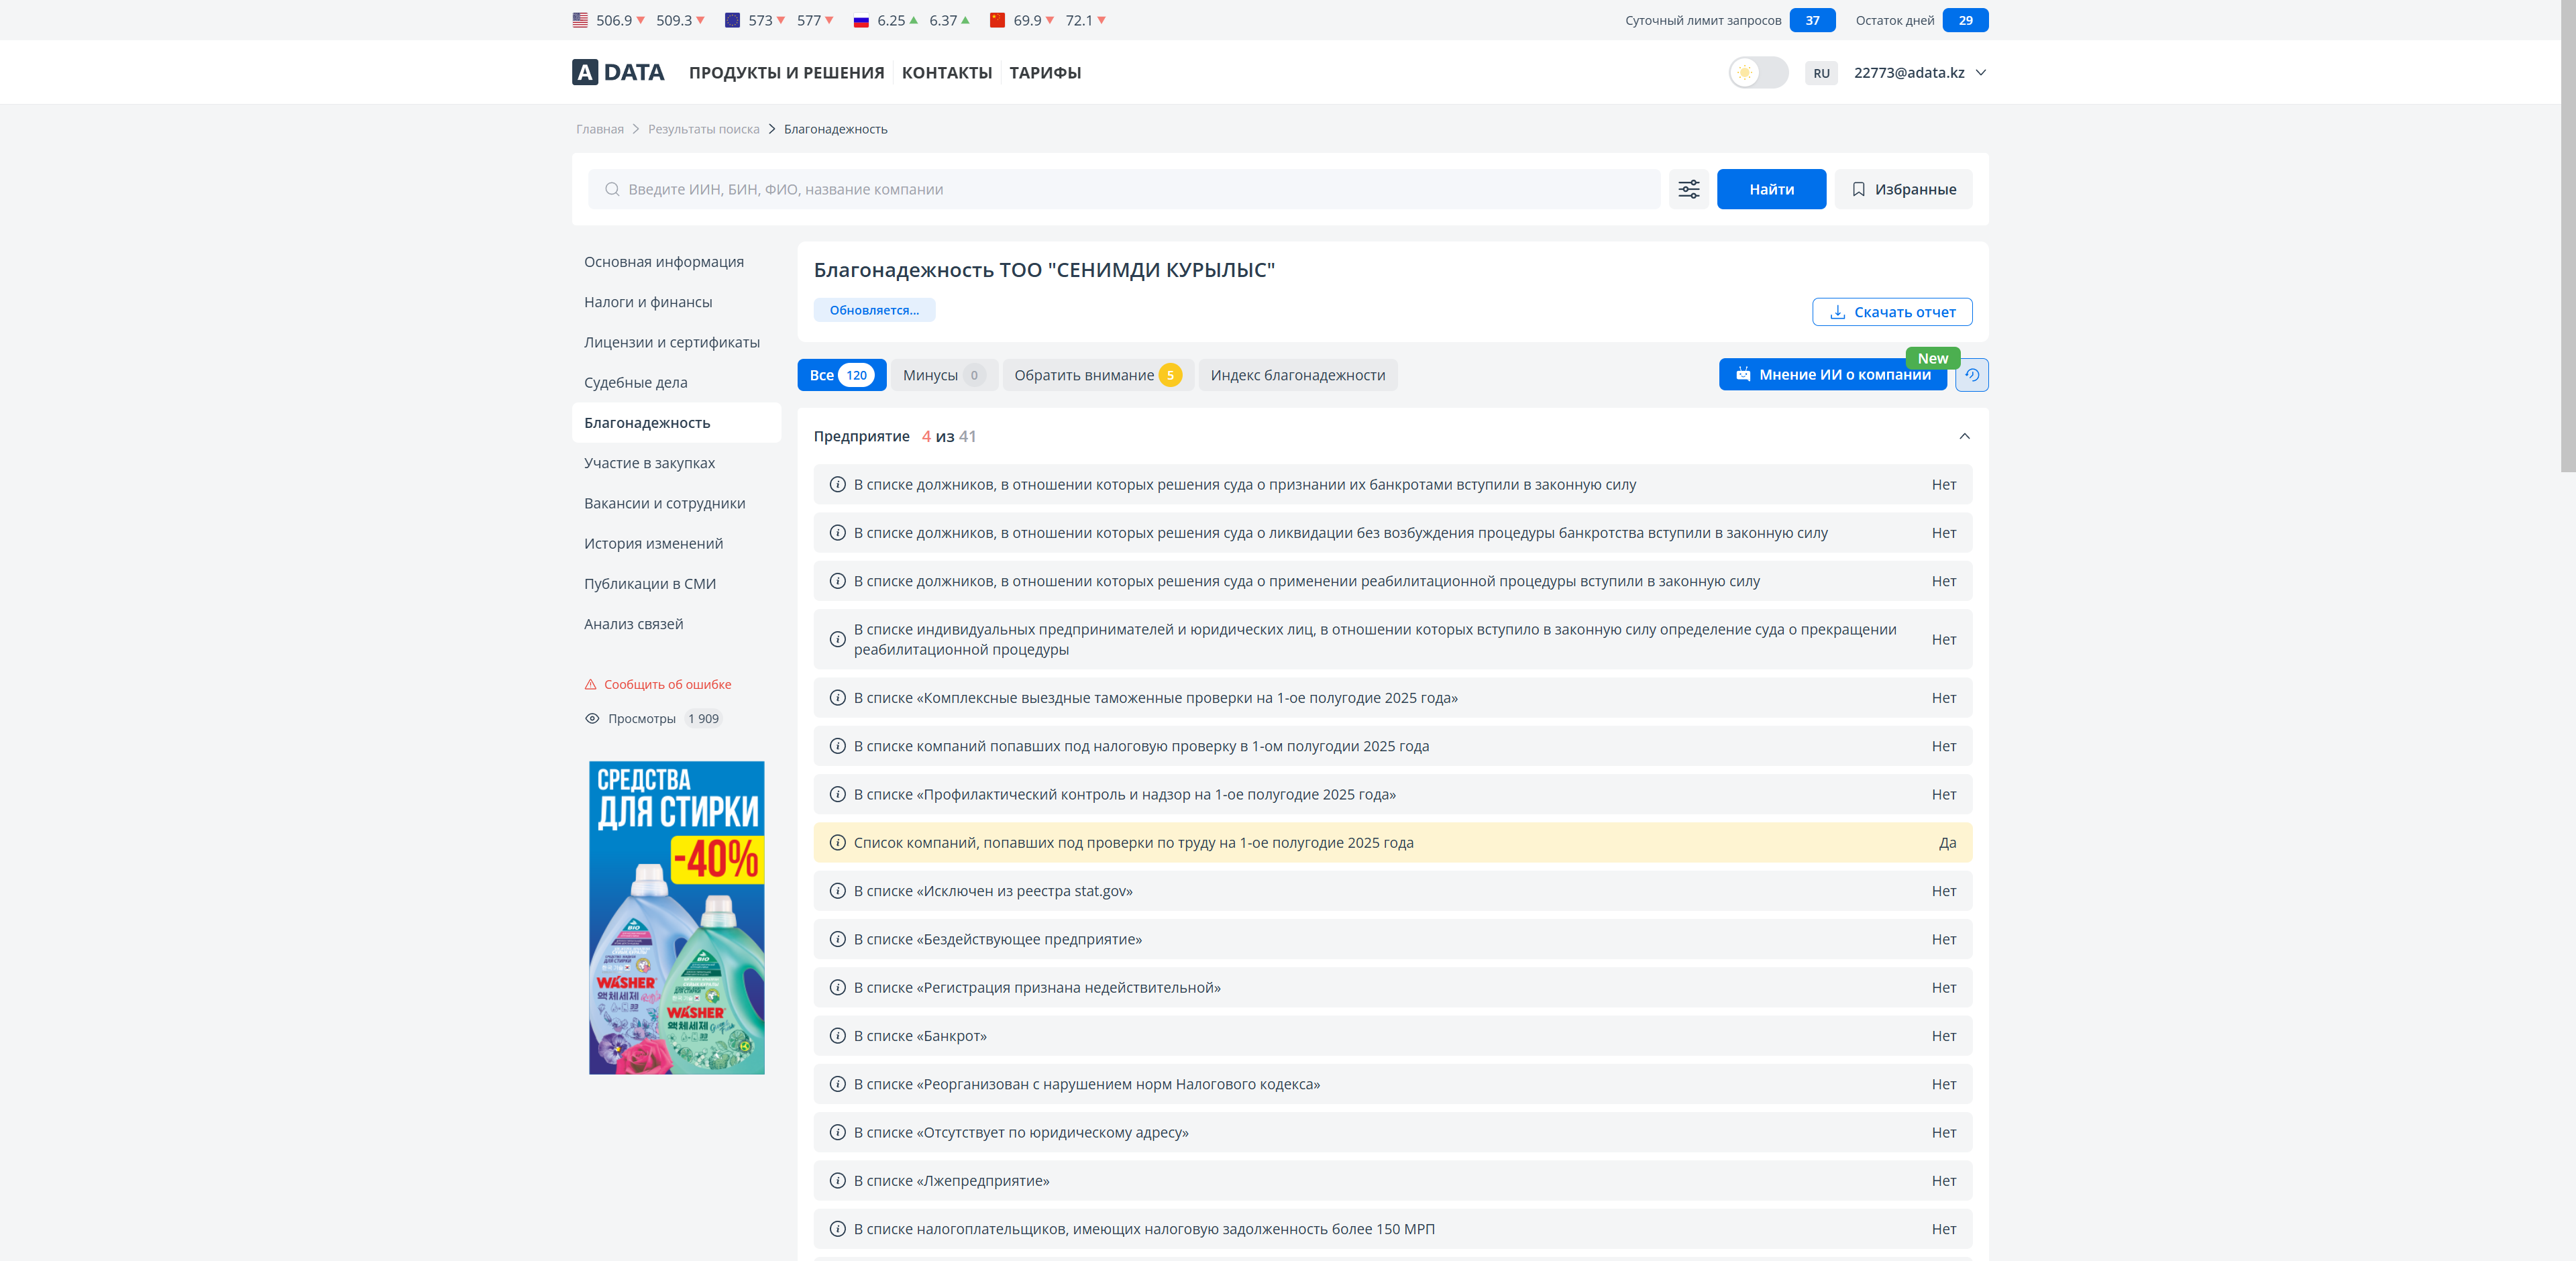 506.9 509.3 573 577 6.25 6.37 69.9 72.1 Суточный лимит запросов 37 Остаток дней 29
A DATA ПРОДУКТЫ И РЕШЕНИЯ КОНТАКТЫ ТАРИФЫ RU 22773@adata.kz
Главная Результаты поиска Благонадежность
Введите ИИН, БИН, ФИО, название компании Найти Избранные
Основная информация
Налоги и финансы
Лицензии и сертификаты
Судебные дела
Благонадежность
Участие в закупках
Вакансии и сотрудники
История изменений
Публикации в СМИ
Анализ связей
Сообщить об ошибке
Просмотры 1 909
СРЕДСТВА
ДЛЯ СТИРКИ
-40%
BIO
BIO
WASHER
액체세제
WASHER
액체세제
Благонадежность ТОО "СЕНИМДИ КУРЫЛЫС"
Обновляется...
Скачать отчет
New
Все 120 Минусы 0 Обратить внимание 5 Индекс благонадежности Мнение ИИ о компании
Предприятие 4 из 41
В списке должников, в отношении которых решения суда о признании их банкротами вступили в законную силу Нет
В списке должников, в отношении которых решения суда о ликвидации без возбуждения процедуры банкротства вступили в законную силу Нет
В списке должников, в отношении которых решения суда о применении реабилитационной процедуры вступили в законную силу Нет
В списке индивидуальных предпринимателей и юридических лиц, в отношении которых вступило в законную силу определение суда о прекращении
реабилитационной процедуры Нет
В списке «Комплексные выездные таможенные проверки на 1-ое полугодие 2025 года» Нет
В списке компаний попавших под налоговую проверку в 1-ом полугодии 2025 года Нет
В списке «Профилактический контроль и надзор на 1-ое полугодие 2025 года» Нет
Список компаний, попавших под проверки по труду на 1-ое полугодие 2025 года Да
В списке «Исключен из реестра stat.gov» Нет
В списке «Бездействующее предприятие» Нет
В списке «Регистрация признана недействительной» Нет
В списке «Банкрот» Нет
В списке «Реорганизован с нарушением норм Налогового кодекса» Нет
В списке «Отсутствует по юридическому адресу» Нет
В списке «Лжепредприятие» Нет
В списке налогоплательщиков, имеющих налоговую задолженность более 150 МРП Нет